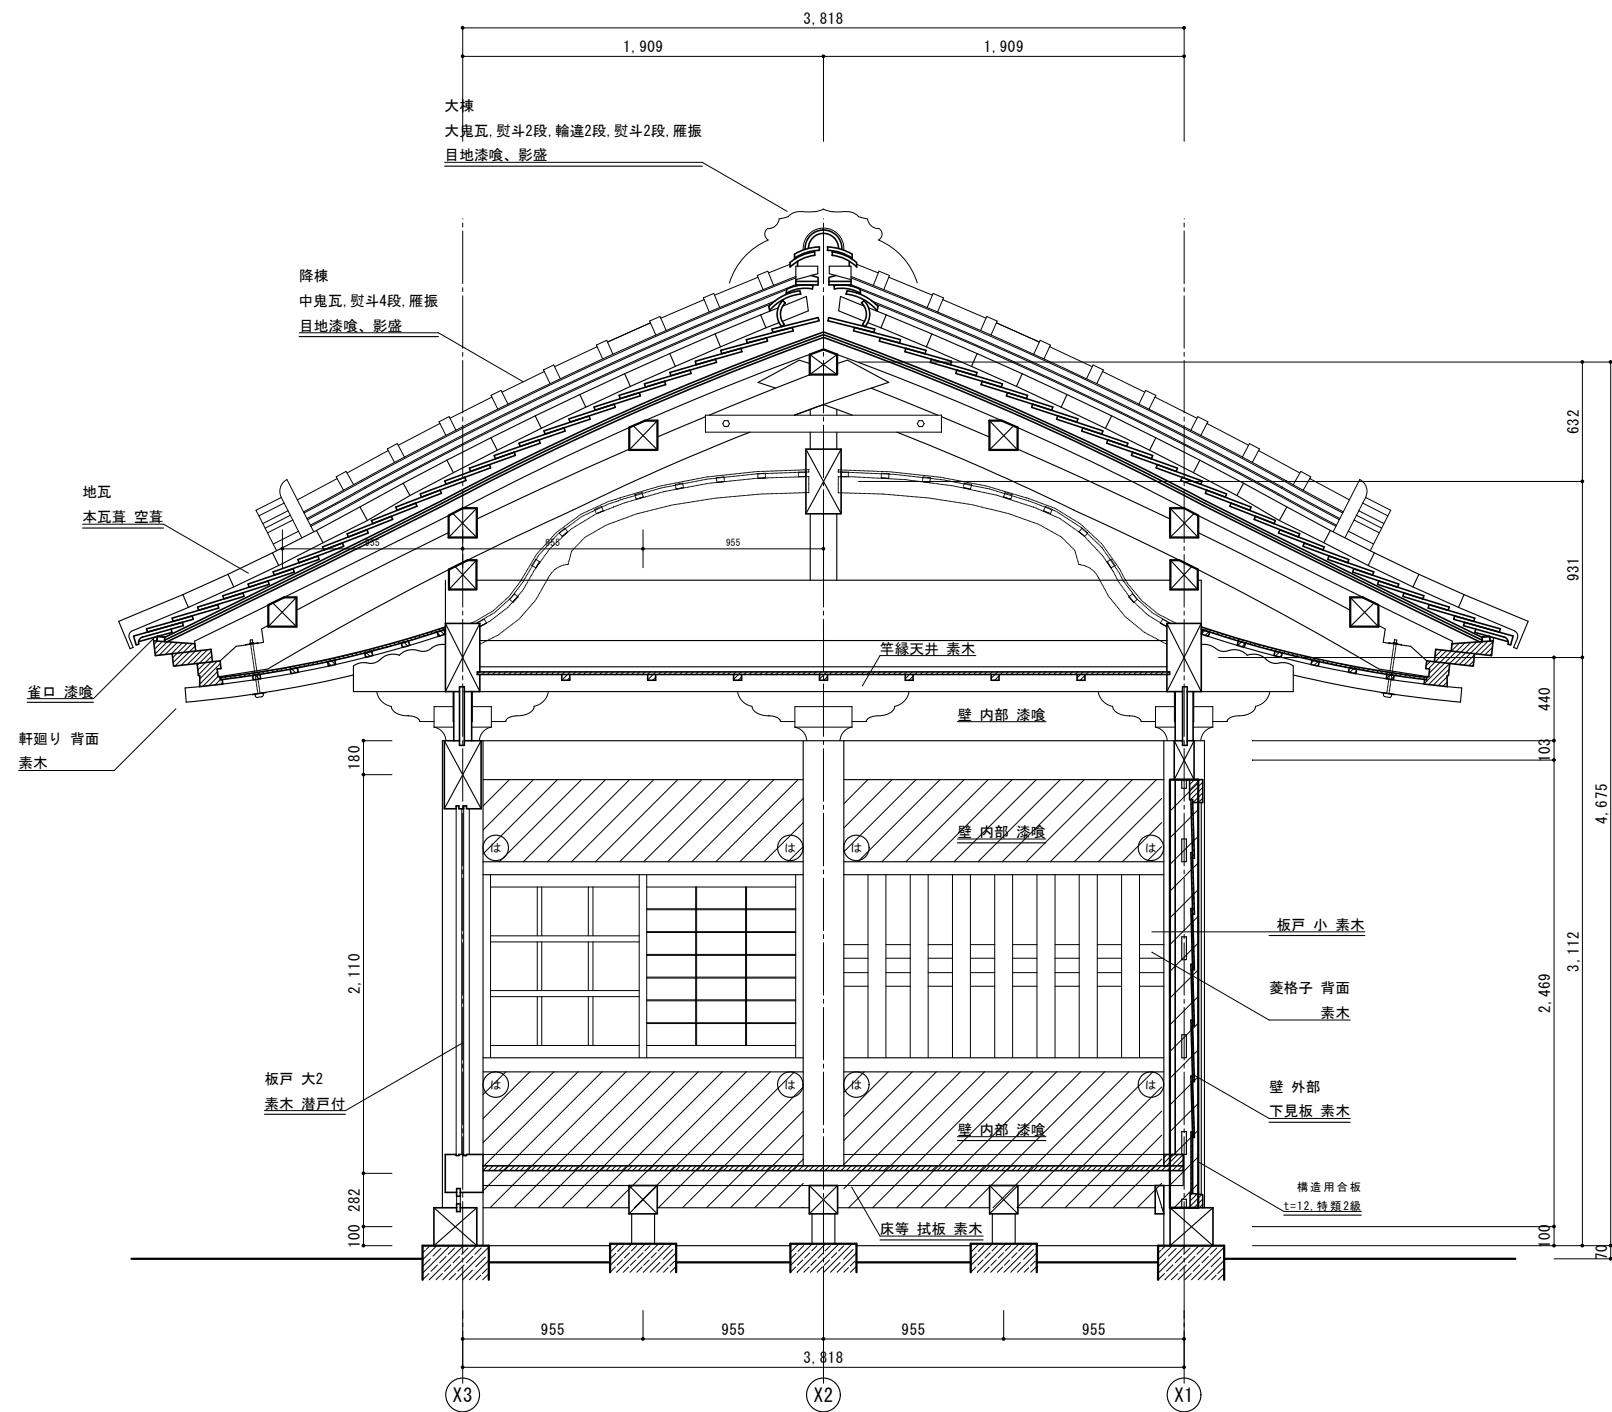 3,818
1,909
1,909
大棟
大鬼瓦,熨斗2段,輪違2段,熨斗2段,雁振
目地漆喰、影盛
降棟
中鬼瓦,熨斗4段,雁振
目地漆喰、影盛
632
地瓦
本瓦葺 空葺
955
955
955
931
竿縁天井 素木
雀口 漆喰
壁 内部 漆喰
440
軒廻り 背面
素木
180
103
4,675
壁 内部 漆喰
は
は
は
は
板戸 小 素木
3,112
2,110
菱格子 背面
素木
2,469
板戸 大2
素木 潜戸付
は
は
は
は
壁 外部
下見板 素木
壁 内部 漆喰
構造用合板
t=12,特類2級
282
床等 拭板 素木
100
100
70
955
955
955
955
3,818
X3
X2
X1